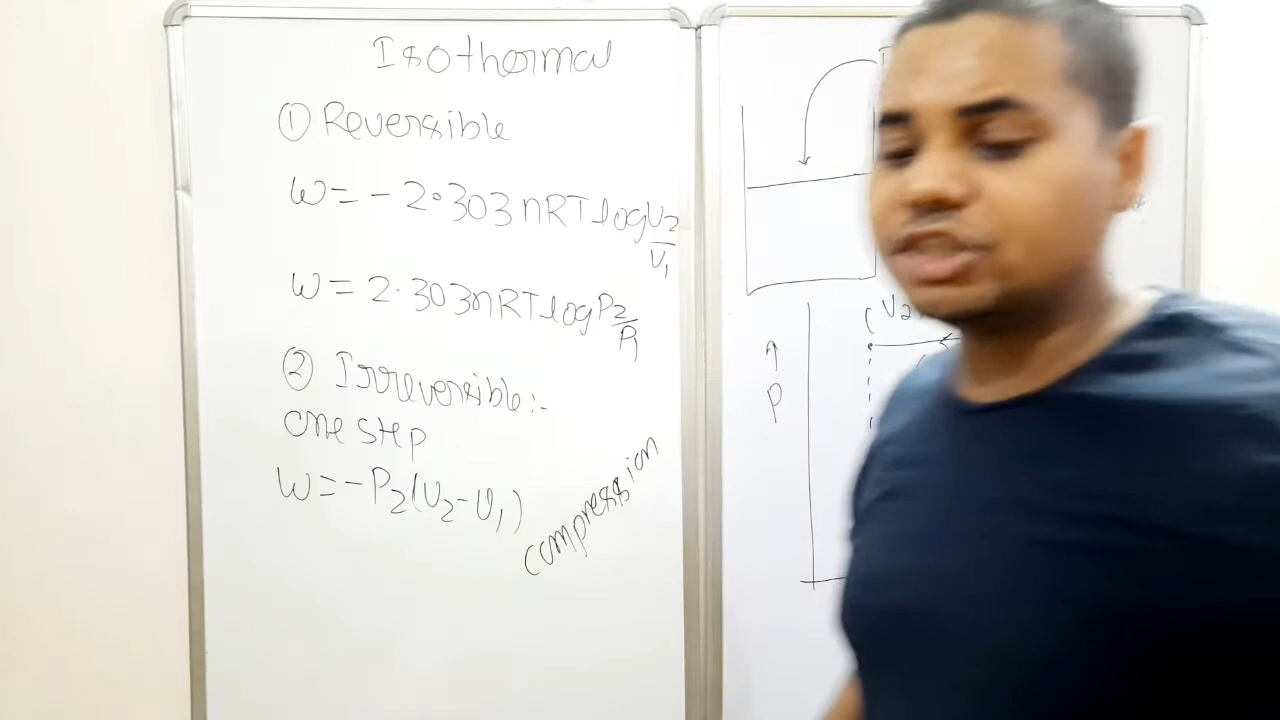 Isothermal
① Reversible
W = - 2.303 nRT log V2/V1
W = 2.303 nRT log P2/P1
② Irreversible:-
one step
W = - P2 (V2 - V1)
compression
P